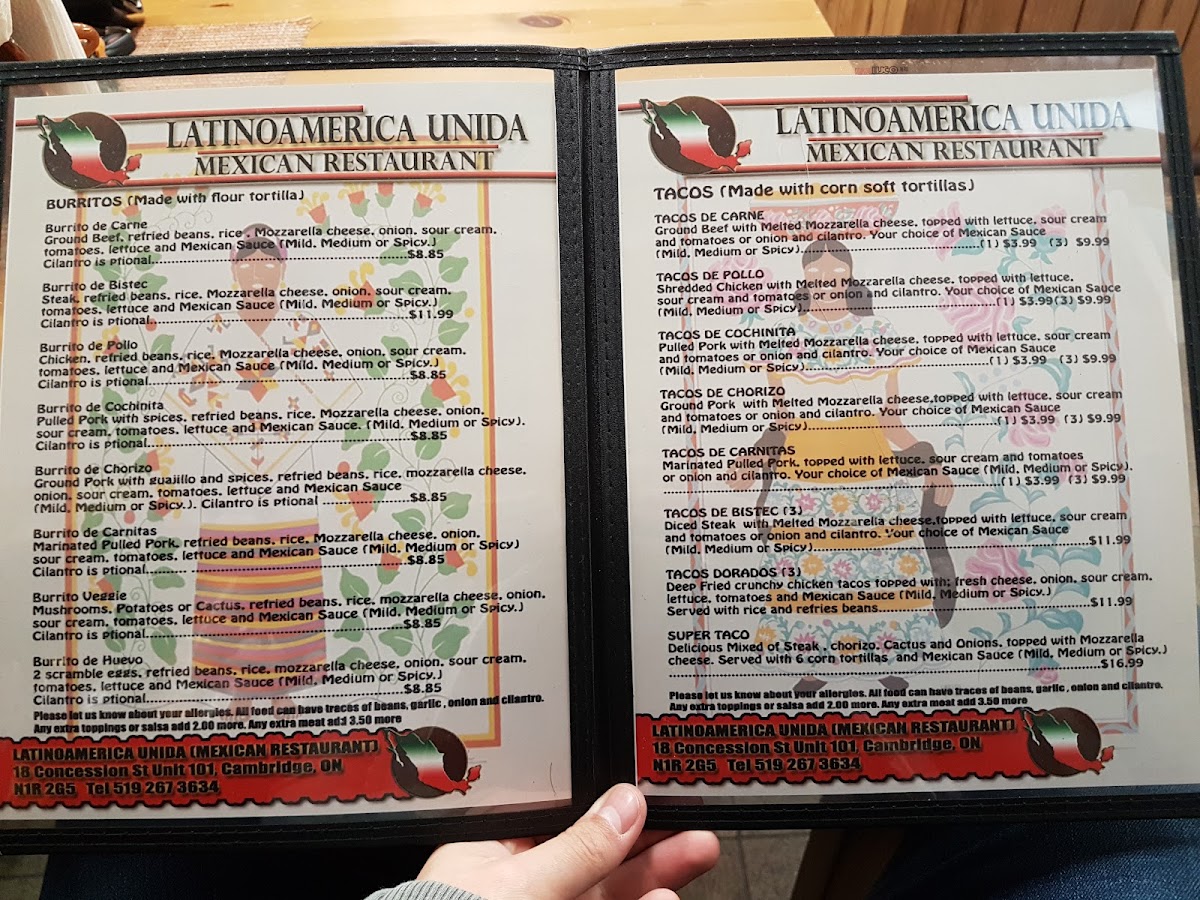 LATINOAMERICA UNIDA
MEXICAN RESTAURANT
BURRITOS (Made with flour tortilla)
Burrito de Carne
Ground Beef, refried beans, rice, Mozzarella cheese, onion, sour cream,
tomatoes, lettuce and Mexican Sauce (Mild, Medium or Spicy.)
Cilantro is ptional...$8.85
Burrito de Bistec
Steak, refried beans, rice, Mozzarella cheese, onion, sour cream,
tomatoes, lettuce and Mexican Sauce (Mild, Medium or Spicy.)
Cilantro is ptional...$11.99
Burrito de Pollo
Chicken, refried beans, rice, Mozzarella cheese, onion, sour cream,
tomatoes, lettuce and Mexican Sauce (Mild, Medium or Spicy.)
Cilantro is ptional...$8.85
Burrito de Cochinita
Pulled Pork with spices, refried beans, rice, Mozzarella cheese, onion,
sour cream, tomatoes, lettuce and Mexican Sauce. (Mild, Medium or Spicy).
Cilantro is ptional...$8.85
Burrito de Chorizo
Ground Pork with guajillo and spices, refried beans, rice, mozzarella cheese,
onion, sour cream, tomatoes, lettuce and Mexican Sauce
(Mild, Medium or Spicy.). Cilantro is ptional ...$8.85
Burrito de Carnitas
Marinated Pulled Pork, refried beans, rice, mozzarella cheese, onion,
sour cream, tomatoes, lettuce and Mexican Sauce (Mild, Medium or Spicy)
Cilantro is ptional...$8.85
Burrito Veggie
Mushrooms, Potatoes or Cactus, refried beans, rice, mozzarella cheese, onion,
sour cream, tomatoes, lettuce and Mexican Sauce (Mild, Medium or Spicy.)
Cilantro is ptional...$8.85
Burrito de Huevo
2 scramble eggs, refried beans, rice, mozzarella cheese, onion, sour cream,
tomatoes, lettuce and Mexican Sauce (Mild, Medium or Spicy.)
Cilantro is ptional...$8.85
Please let us know about your allergies. All food can have traces of beans, garlic , onion and cilantro.
Any extra toppings or salsa add 2.00 more. Any extra meat add 3.50 more
LATINOAMERICA UNIDA (MEXICAN RESTAURANT)
18 Concession St Unit 101, Cambridge, ON
N1R 2G5 Tel 519 267 3634
LATINOAMERICA UNIDA
MEXICAN RESTAURANT
TACOS (Made with corn soft tortillas)
TACOS DE CARNE
Ground Beef with Melted Mozzarella cheese, topped with lettuce, sour cream
and tomatoes or onion and cilantro. Your choice of Mexican Sauce
(Mild, Medium or Spicy)...(1) $3.99 (3) $9.99
TACOS DE POLLO
Shredded Chicken with Melted Mozzarella cheese, topped with lettuce,
sour cream and tomatoes or onion and cilantro. Your choice of Mexican Sauce
(Mild, Medium or Spicy)...(1) $3.99(3) $9.99
TACOS DE COCHINITA
Pulled Pork with Melted Mozzarella cheese, topped with lettuce, sour cream
and tomatoes or onion and cilantro. Your choice of Mexican Sauce
(Mild, Medium or Spicy)...(1) $3.99 (3) $9.99
TACOS DE CHORIZO
Ground Pork with Melted Mozzarella cheese,topped with lettuce, sour cream
and tomatoes or onion and cilantro. Your choice of Mexican Sauce
(Mild, Medium or Spicy)...(1) $3.99 (3) $9.99
TACOS DE CARNITAS
Marinated Pulled Pork, topped with lettuce, sour cream and tomatoes
or onion and cilantro. Your choice of Mexican Sauce (Mild, Medium or Spicy).
...(1) $3.99 (3) $9.99
TACOS DE BISTEC (3)
Diced Steak with Melted Mozzarella cheese,topped with lettuce, sour cream
and tomatoes or onion and cilantro. Your choice of Mexican Sauce
(Mild, Medium or Spicy)...$11.99
TACOS DORADOS (3)
Deep Fried crunchy chicken tacos topped with; fresh cheese, onion, sour cream,
lettuce, tomatoes and Mexican Sauce (Mild, Medium or Spicy.)
Served with rice and refries beans...$11.99
SUPER TACO
Delicious Mixed of Steak , chorizo, Cactus and Onions, topped with Mozzarella
cheese. Served with 6 corn tortillas, and Mexican Sauce (Mild, Medium or Spicy.)
...$16.99
Please let us know about your allergies. All food can have traces of beans, garlic , onion and cilantro.
Any extra toppings or salsa add 2.00 more. Any extra meat add 3.50 more
LATINOAMERICA UNIDA (MEXICAN RESTAURANT)
18 Concession St Unit 101, Cambridge, ON
N1R 2G5 Tel 519 267 3634